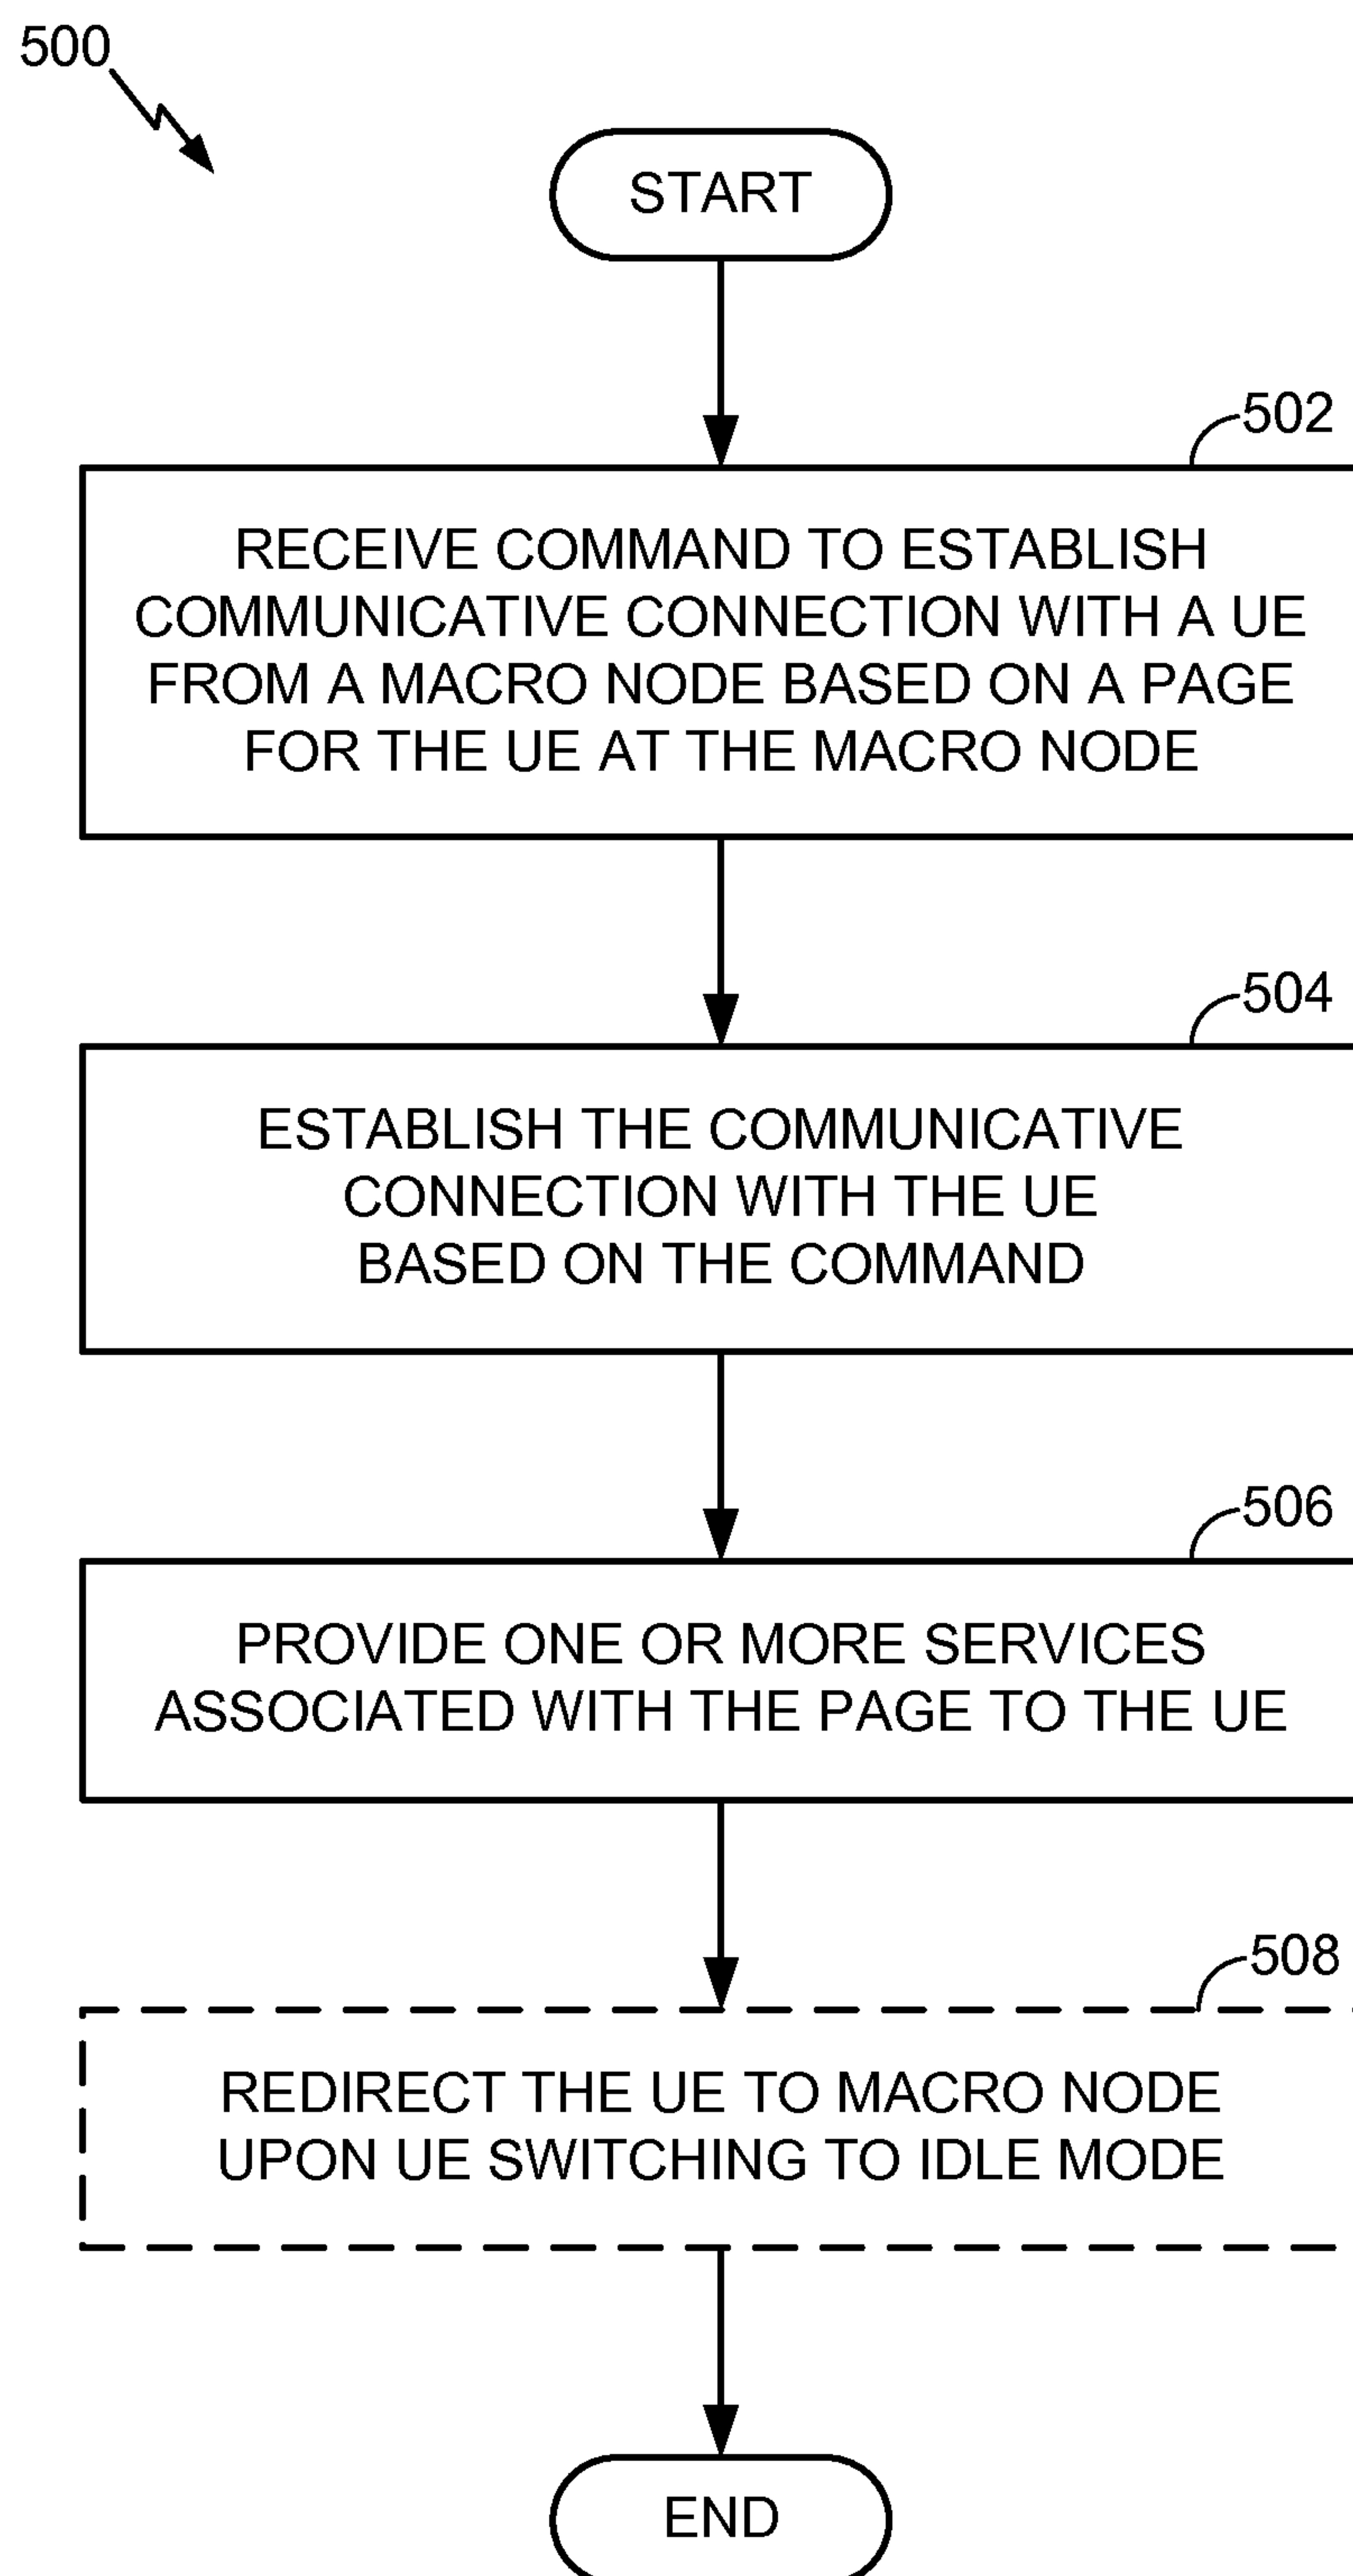 500
START
502
RECEIVE COMMAND TO ESTABLISH
COMMUNICATIVE CONNECTION WITH A UE
FROM A MACRO NODE BASED ON A PAGE
FOR THE UE AT THE MACRO NODE
504
ESTABLISH THE COMMUNICATIVE
CONNECTION WITH THE UE
BASED ON THE COMMAND
506
PROVIDE ONE OR MORE SERVICES
ASSOCIATED WITH THE PAGE TO THE UE
508
REDIRECT THE UE TO MACRO NODE
UPON UE SWITCHING TO IDLE MODE
END